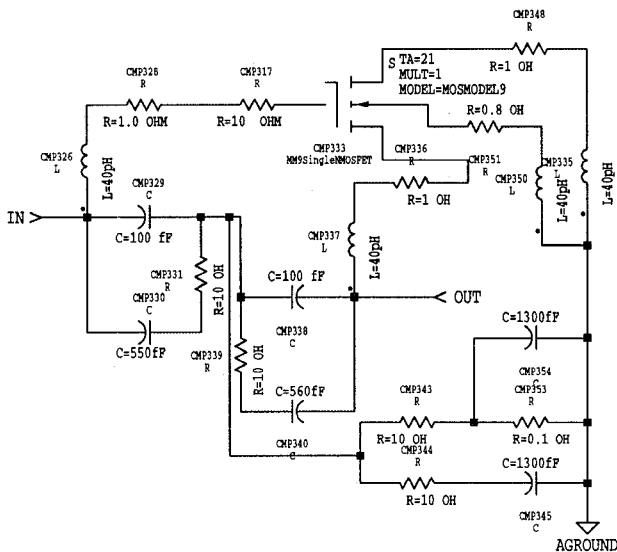 CMP348
R
S TA=21
MULT=1
MODEL=MOSMODEL9
R=1 OH
CMP328
R
CMP317
R
R=1.0 OHM
R=10 OHM
R=0.8 OH
CMP333
MM9SingleNMOSFET
CMP336
R
CMP351
R
CMP326
L
L=40pH
CMP350
L
CMP335
L
L=40pH
L=40pH
CMP329
C
R=1 OH
IN
C=100 fF
CMP337
L
L=40pH
CMP331
R
R=10 OH
C=100 fF
CMP330
C
OUT
C=550fF
CMP338
C
C=1300fF
CMP339
R
R=10 OH
CMP354
C
C=560fF
CMP343
R
CMP353
R
CMP340
C
R=10 OH
R=0.1 OH
CMP344
R
C=1300fF
R=10 OH
CMP345
C
AGROUND